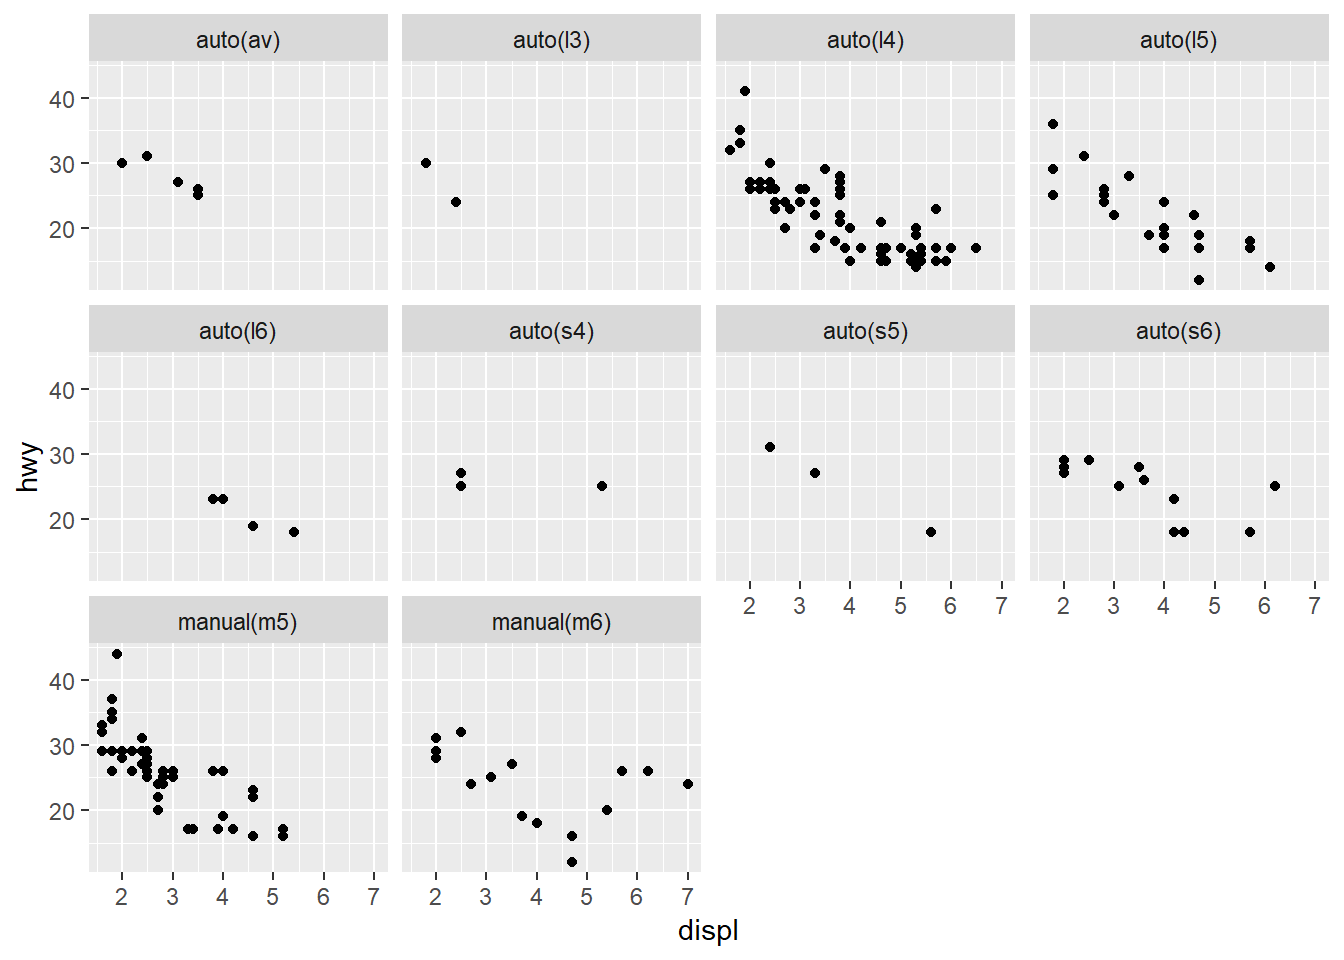 auto(av) auto(l3) auto(l4) auto(l5)
40
30
20
auto(l6) auto(s4) auto(s5) auto(s6)
40
30
20
hwy
2 3 4 5 6 7 2 3 4 5 6 7
manual(m5) manual(m6)
40
30
20
2 3 4 5 6 7 2 3 4 5 6 7
displ